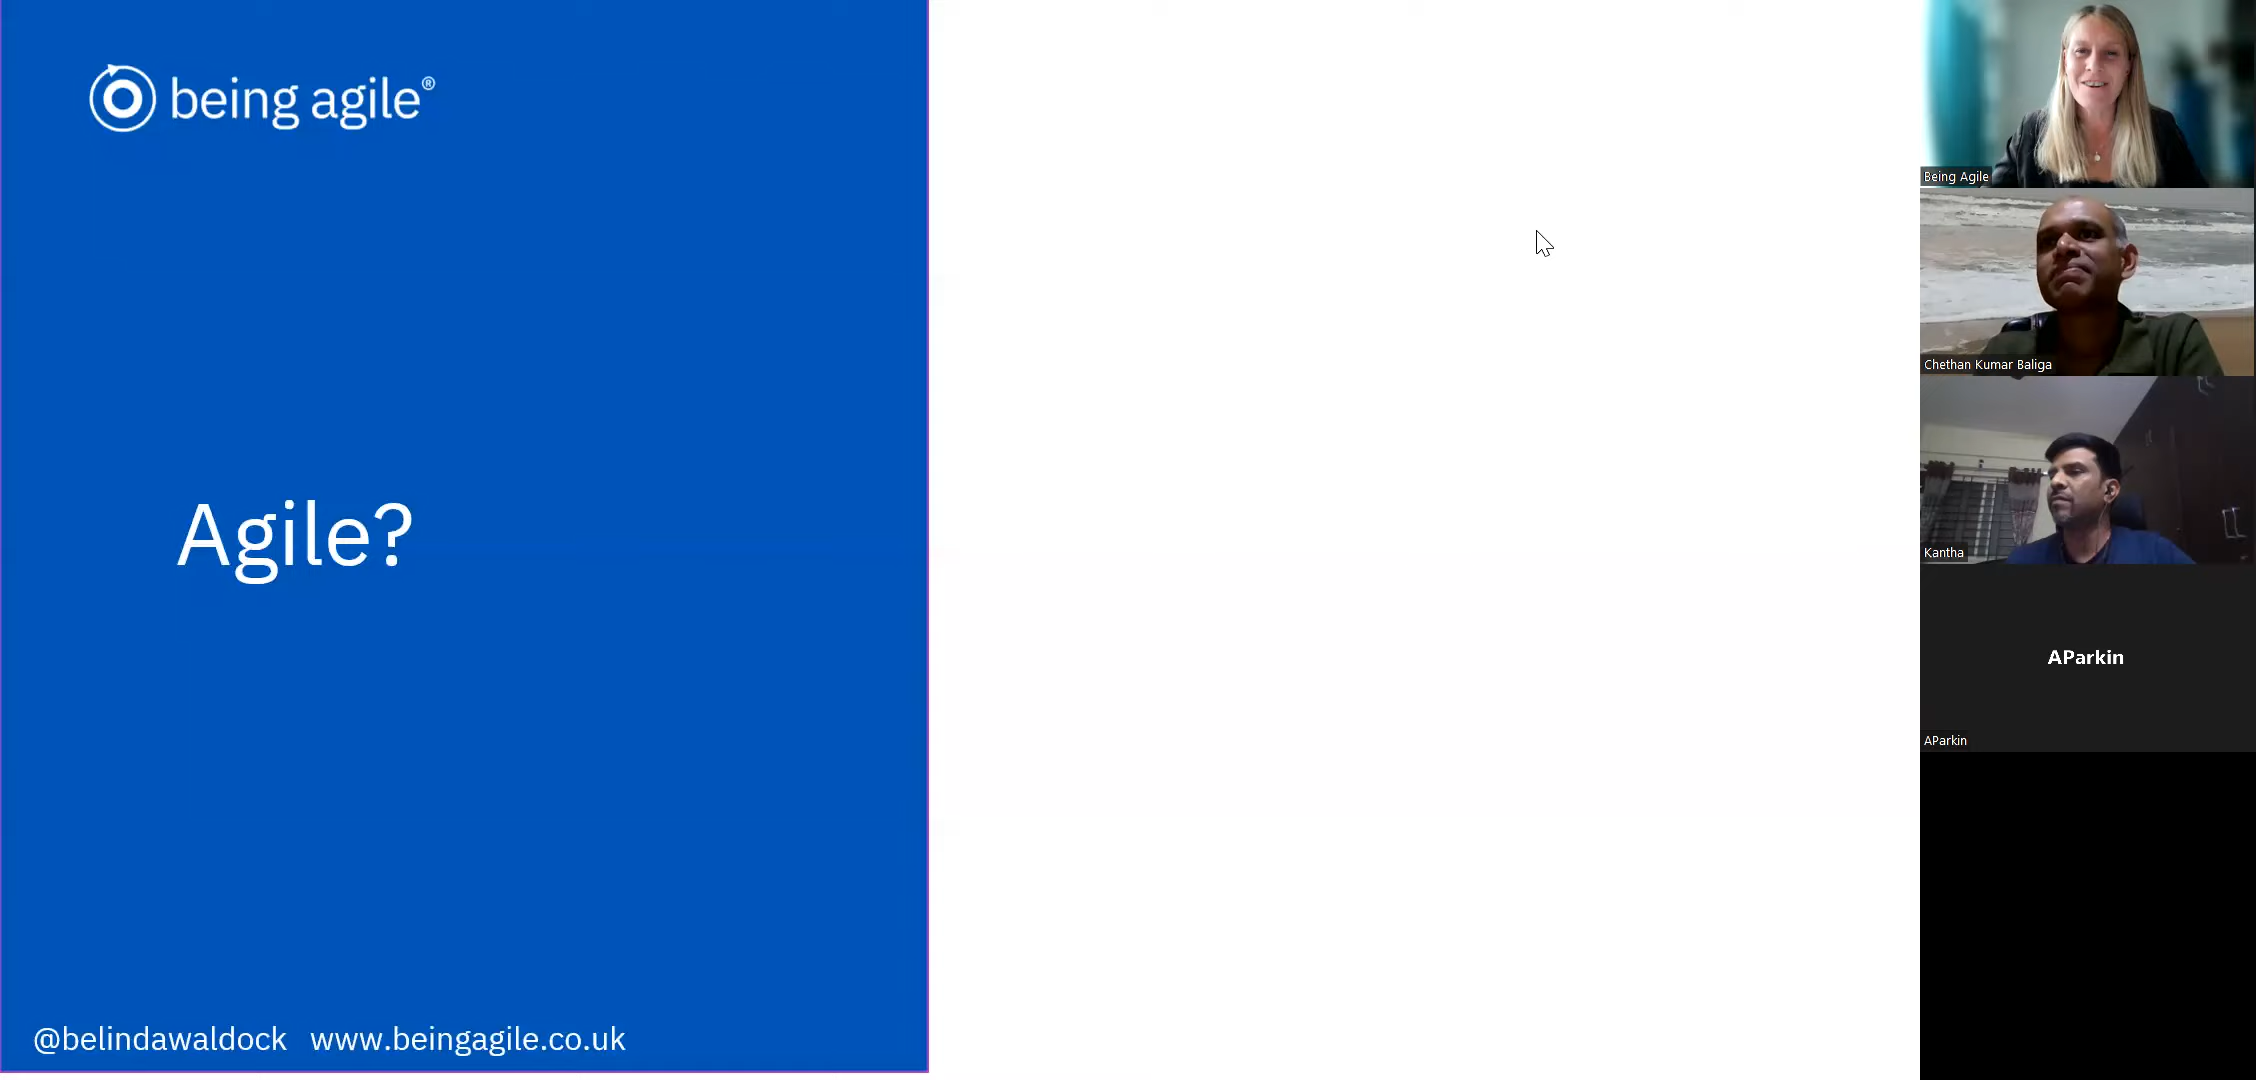 being agile®
Agile?
@belindawaldock www.beingagile.co.uk
Being Agile
Chethan Kumar Baliga
Kantha
AParkin
AParkin